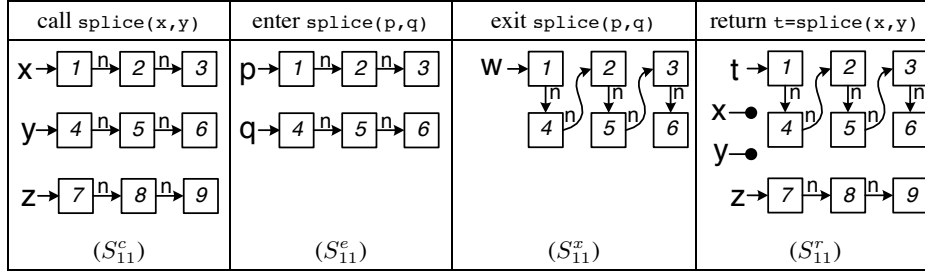 call splice(x,y) enter splice(p,q) exit splice(p,q) return t=splice(x,y)
x 1 n 2 n 3 p 1 n 2 n 3 w 1 2 3 t 1 2 3
n n n n n n
x
y 4 n 5 n 6 q 4 n 5 n 6 4 n 5 n 6 4 n 5 n 6
y
z 7 n 8 n 9 z 7 n 8 n 9
(S^c_11) (S^e_11) (S^x_11) (S^r_11)